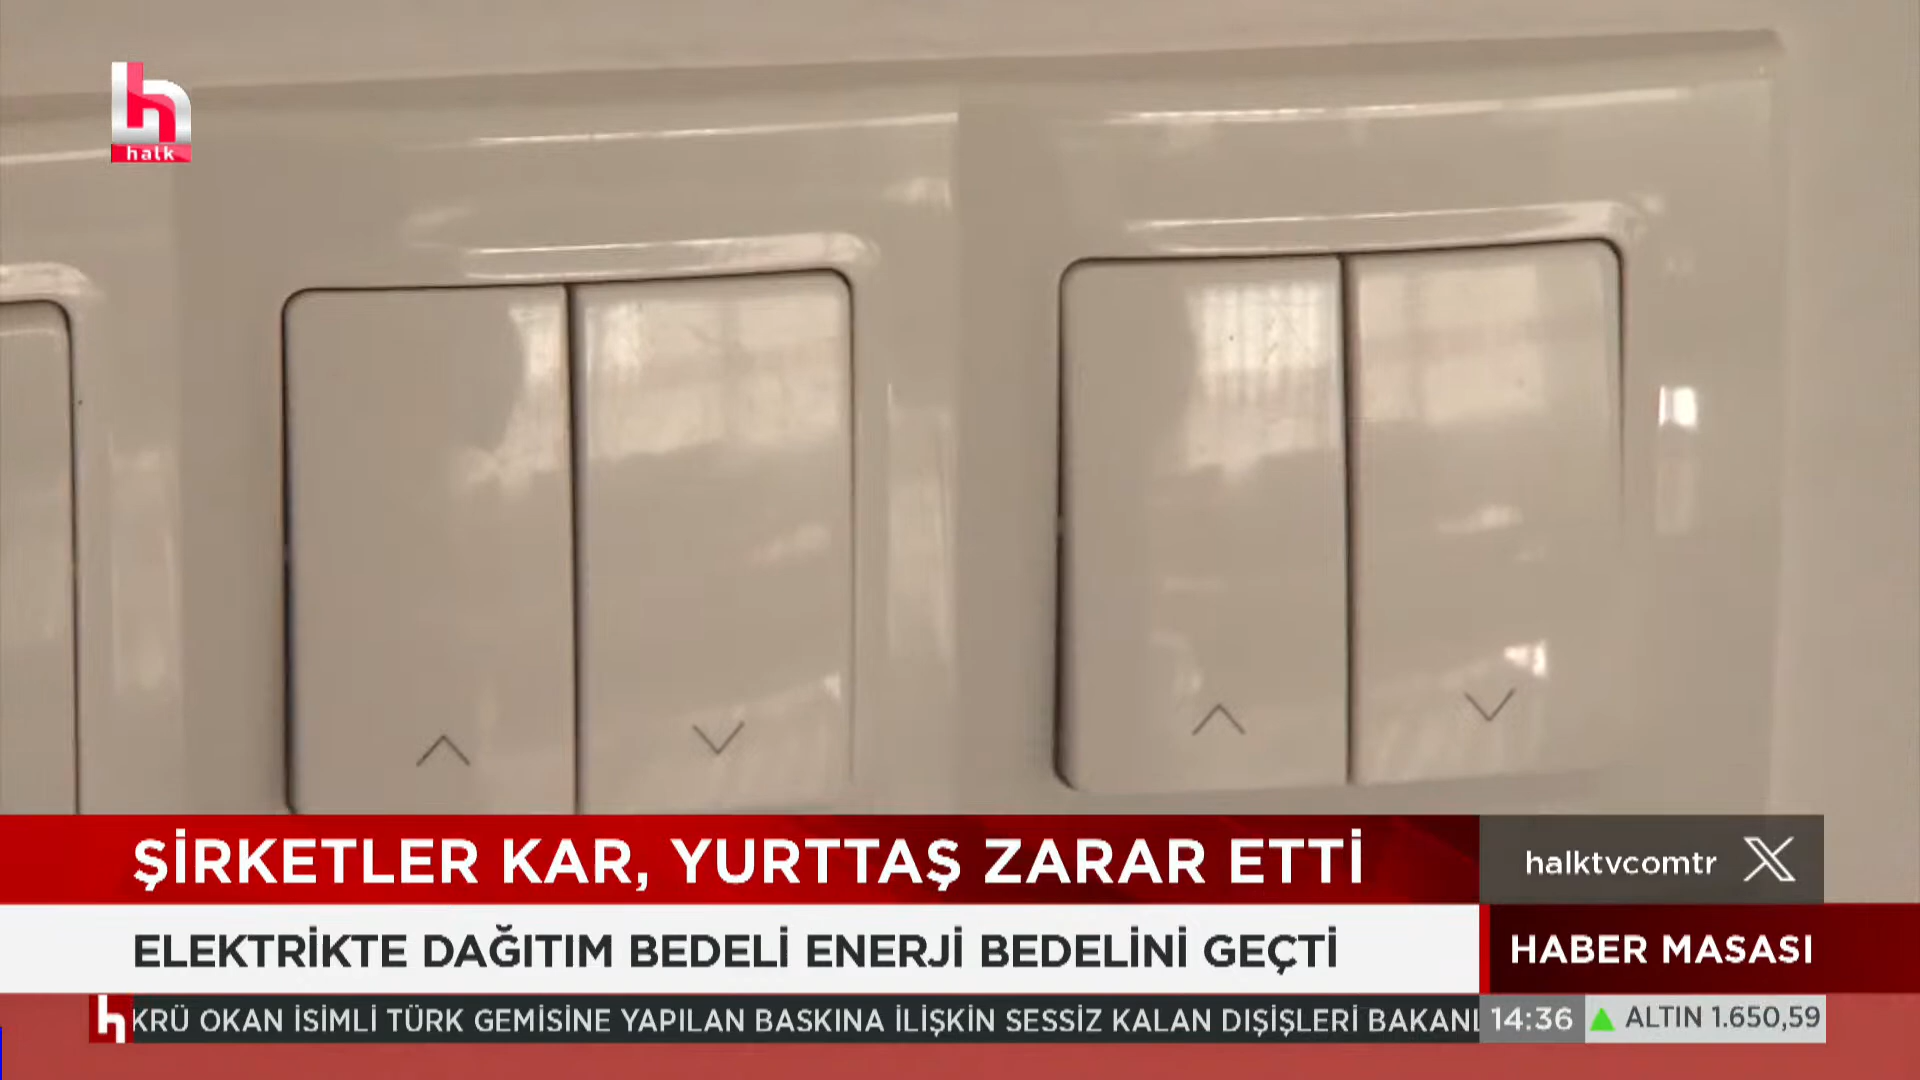 halk
ŞİRKETLER KAR, YURTTAŞ ZARAR ETTİ
halktvcomtr
ELEKTRİKTE DAĞITIM BEDELİ ENERJİ BEDELİNİ GEÇTİ
HABER MASASI
KRÜ OKAN İSİMLİ TÜRK GEMİSİNE YAPILAN BASKINA İLİŞKİN SESSİZ KALAN DIŞİŞLERİ BAKANL
14:36
ALTIN 1.650,59